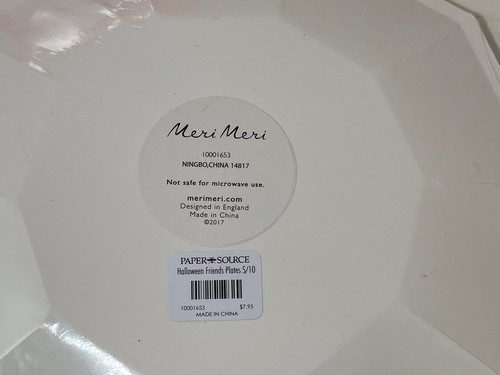 Meri Meri
10001653
NINGBO,CHINA 14817
Not safe for microwave use.
merimeri.com
Designed in England
Made in China
©2017
PAPER SOURCE
Halloween Friends Plates S/10
10001653 $7.95
MADE IN CHINA